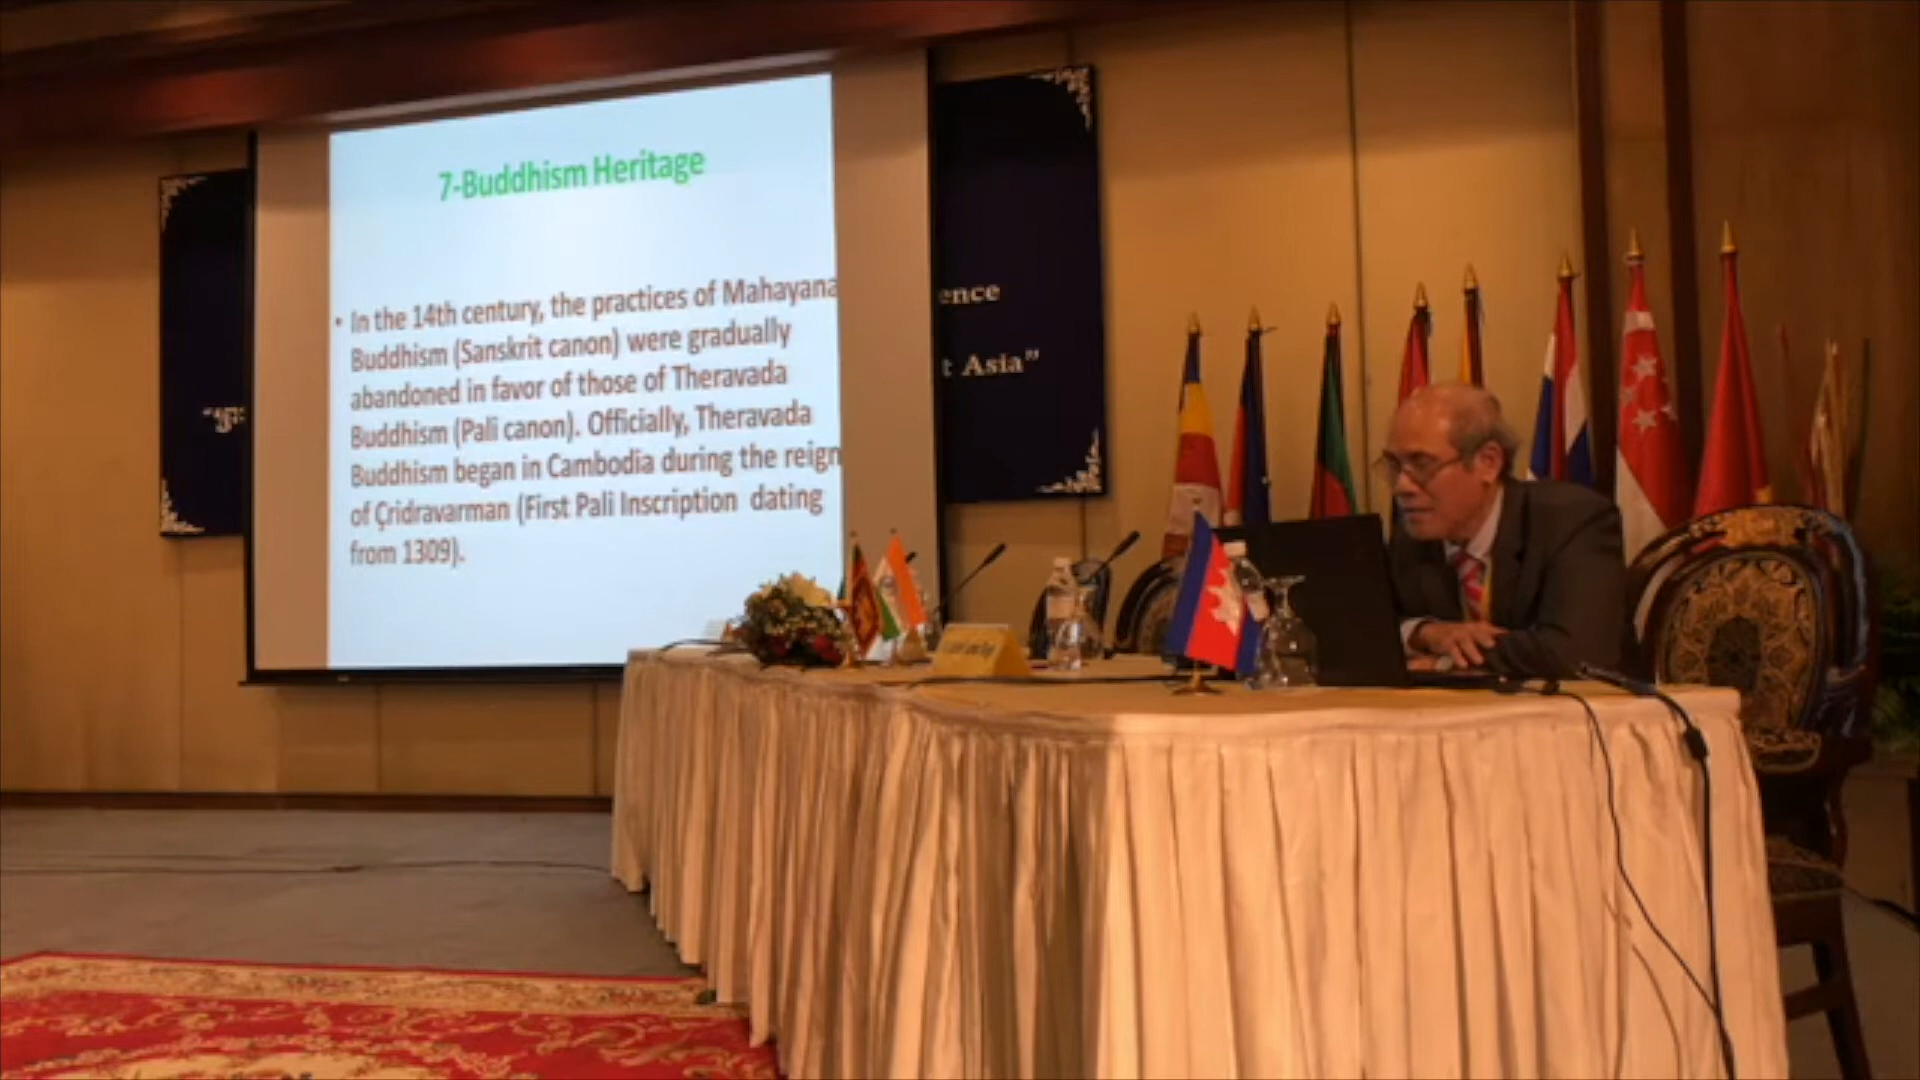 7-Buddhism Heritage
• In the 14th century, the practices of Mahayana
Buddhism (Sanskrit canon) were gradually
abandoned in favor of those of Theravada
Buddhism (Pali canon). Officially, Theravada
Buddhism began in Cambodia during the reign
of Çridravarman (First Pali Inscription dating
from 1309).
ence
t Asia”